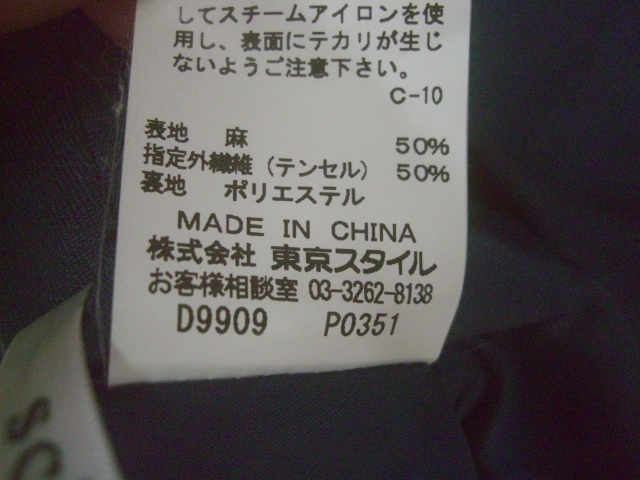 してスチームアイロンを使
用し、表面にテカリが生じ
ないようご注意下さい。
C-10
表地 麻 50%
指定外繊維(テンセル) 50%
裏地 ポリエステル
MADE IN CHINA
株式会社 東京スタイル
お客様相談室 03-3262-8138
D9909 P0351